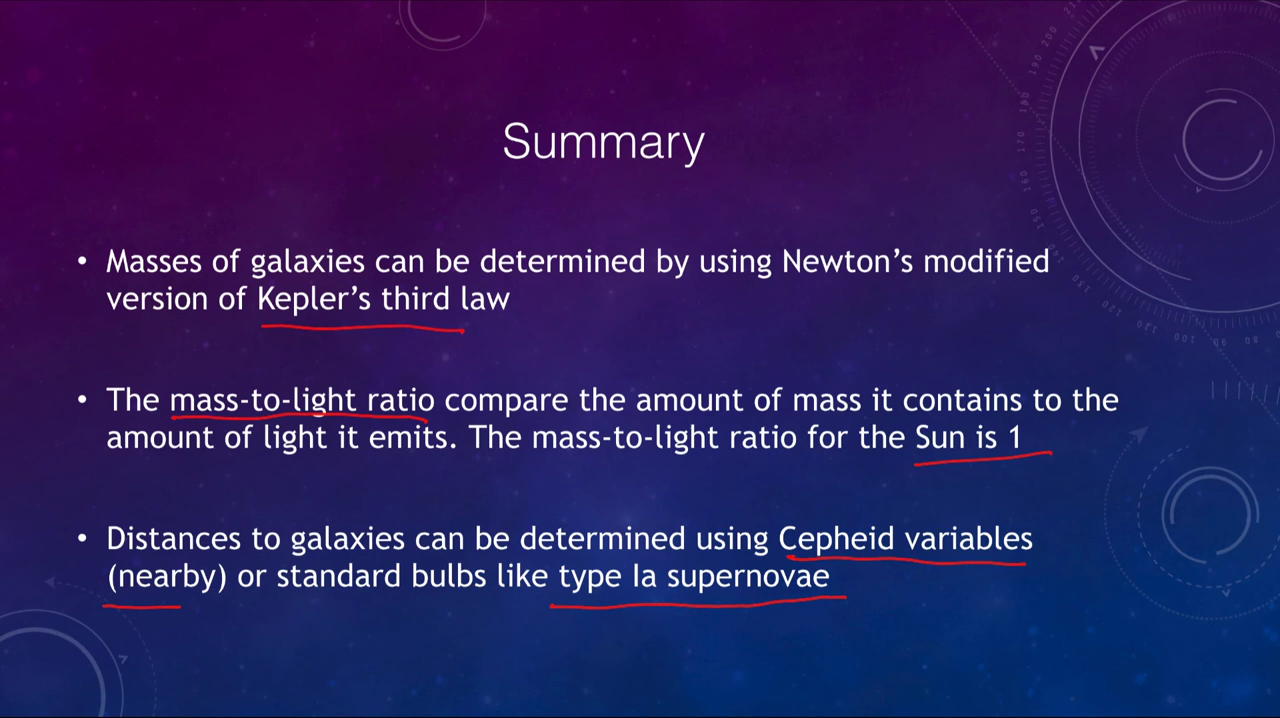 Summary
• Masses of galaxies can be determined by using Newton’s modified
version of Kepler’s third law
• The mass-to-light ratio compare the amount of mass it contains to the
amount of light it emits. The mass-to-light ratio for the Sun is 1
• Distances to galaxies can be determined using Cepheid variables
(nearby) or standard bulbs like type Ia supernovae